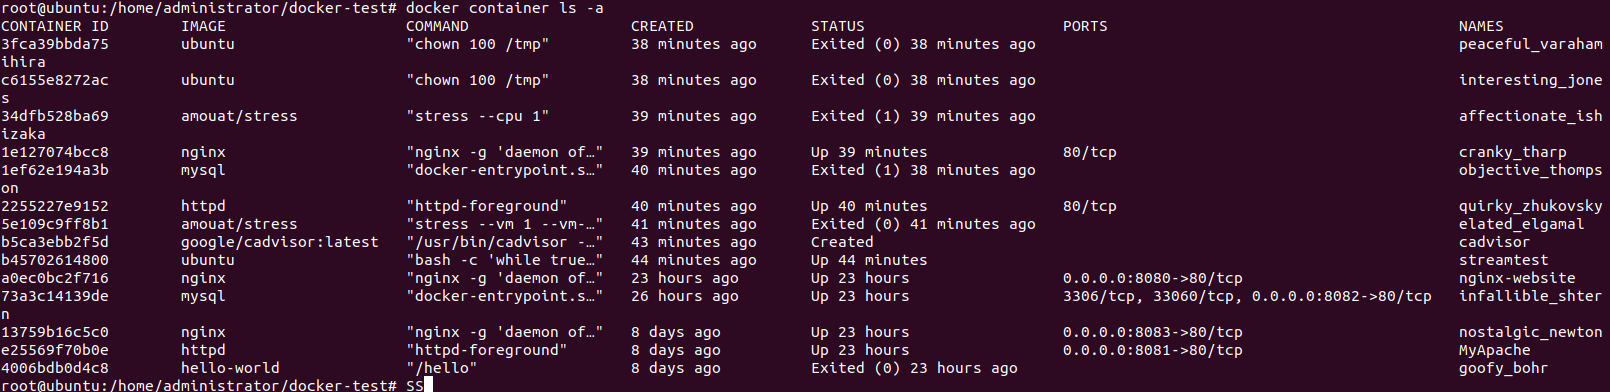 root@ubuntu:/home/administrator/docker-test# docker container ls -a
CONTAINER ID        IMAGE                    COMMAND                  CREATED             STATUS                      PORTS                                         NAMES
3fca39bbda75        ubuntu                   "chown 100 /tmp"         38 minutes ago      Exited (0) 38 minutes ago                                                 peaceful_varaham
ihira
c6155e8272ac        ubuntu                   "chown 100 /tmp"         38 minutes ago      Exited (0) 38 minutes ago                                                 interesting_jone
s
34dfb528ba69        amouat/stress            "stress --cpu 1"         39 minutes ago      Exited (1) 39 minutes ago                                                 affectionate_ish
izaka
1e127074bcc8        nginx                    "nginx -g 'daemon of…"   39 minutes ago      Up 39 minutes               80/tcp                                      cranky_tharp
1ef62e194a3b        mysql                    "docker-entrypoint.s…"   40 minutes ago      Exited (1) 38 minutes ago                                                 objective_thomps
on
2255227e9152        httpd                    "httpd-foreground"       40 minutes ago      Up 40 minutes               80/tcp                                      quirky_zhukovsky
5e109c9ff8b1        amouat/stress            "stress --vm 1 --vm-…"   41 minutes ago      Exited (0) 41 minutes ago                                                 elated_elgamal
b5ca3ebb2f5d        google/cadvisor:latest   "/usr/bin/cadvisor -…"   43 minutes ago      Created                                                                   cadvisor
b45702614800        ubuntu                   "bash -c 'while true…"   44 minutes ago      Up 44 minutes                                                             streamtest
a0ec0bc2f716        nginx                    "nginx -g 'daemon of…"   23 hours ago        Up 23 hours                 0.0.0.0:8080->80/tcp                        nginx-website
73a3c14139de        mysql                    "docker-entrypoint.s…"   26 hours ago        Up 23 hours                 3306/tcp, 33060/tcp, 0.0.0.0:8082->80/tcp   infallible_shter
n
13759b16c5c0        nginx                    "nginx -g 'daemon of…"   8 days ago          Up 23 hours                 0.0.0.0:8083->80/tcp                        nostalgic_newton
e25569f70b0e        httpd                    "httpd-foreground"       8 days ago          Up 23 hours                 0.0.0.0:8081->80/tcp                        MyApache
4006bdb0d4c8        hello-world              "/hello"                 8 days ago          Exited (0) 23 hours ago                                                   goofy_bohr
root@ubuntu:/home/administrator/docker-test# SS